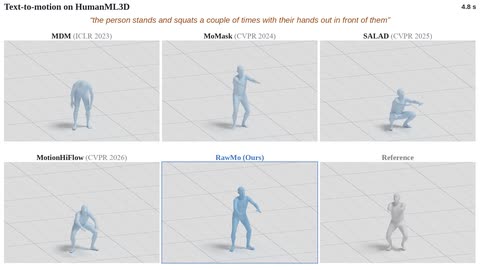 Text-to-motion on HumanML3D
4.8 s
"the person stands and squats a couple of times with their hands out in front of them"
MDM (ICLR 2023)
MoMask (CVPR 2024)
SALAD (CVPR 2025)
MotionHiFlow (CVPR 2026)
RawMo (Ours)
Reference